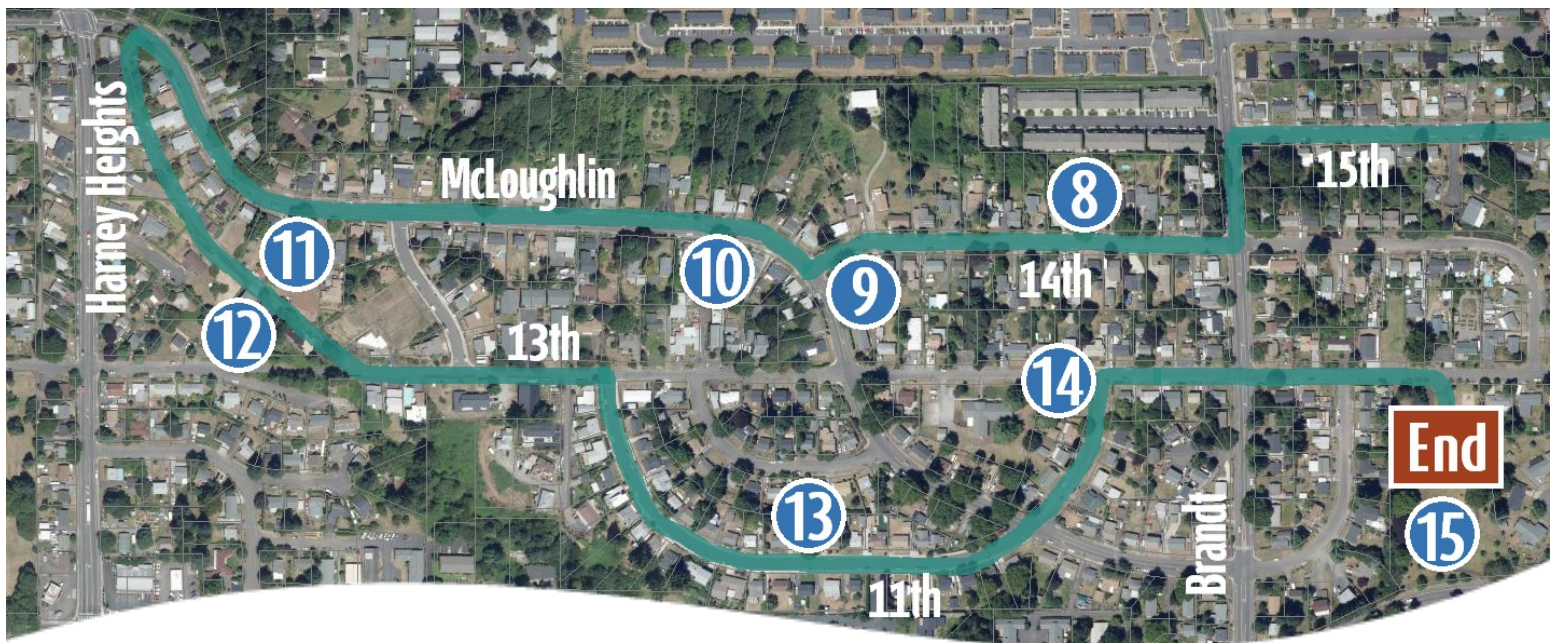 Harney Heights
McLoughlin
8
15th
11
10
9
14th
12
13th
14
End
13
Brandt
15
11th